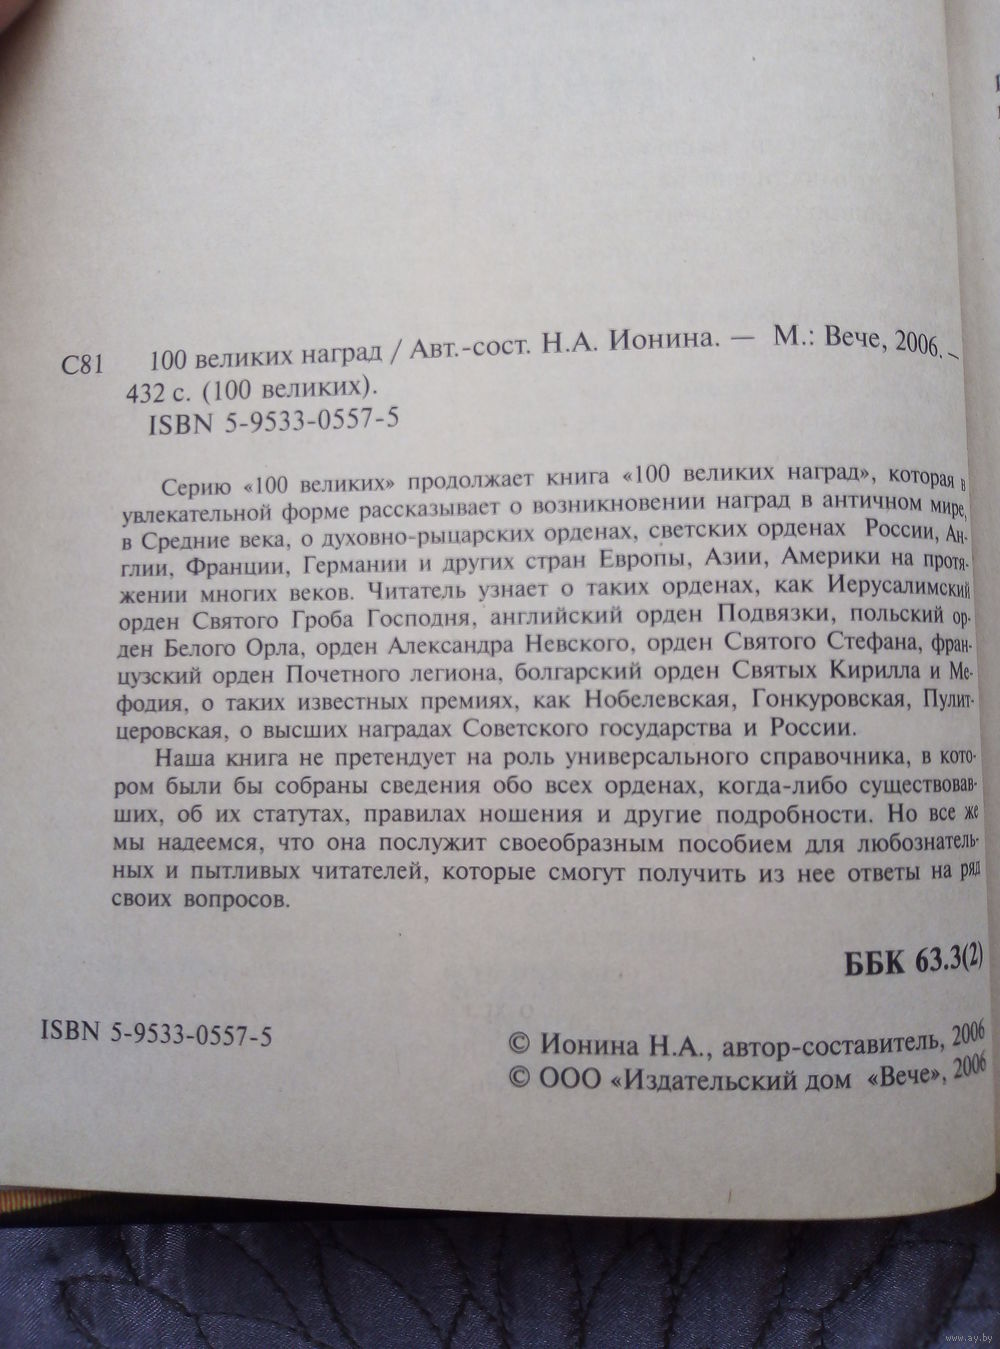 С81 100 великих наград / Авт.-сост. Н.А. Ионина. — М.: Вече, 2006. –
432 с. (100 великих).
ISBN 5-9533-0557-5
Серию «100 великих» продолжает книга «100 великих наград», которая в
увлекательной форме рассказывает о возникновении наград в античном мире,
в Средние века, о духовно-рыцарских орденах, светских орденах России, Ан-
глии, Франции, Германии и других стран Европы, Азии, Америки на протя-
жении многих веков. Читатель узнает о таких орденах, как Иерусалимский
орден Святого Гроба Господня, английский орден Подвязки, польский ор-
ден Белого Орла, орден Александра Невского, орден Святого Стефана, фран-
цузский орден Почетного легиона, болгарский орден Святых Кирилла и Ме-
фодия, о таких известных премиях, как Нобелевская, Гонкуровская, Пулит-
церовская, о высших наградах Советского государства и России.
Наша книга не претендует на роль универсального справочника, в кото-
ром были бы собраны сведения обо всех орденах, когда-либо существовав-
ших, об их статутах, правилах ношения и другие подробности. Но все же
мы надеемся, что она послужит своеобразным пособием для любознатель-
ных и пытливых читателей, которые смогут получить из нее ответы на ряд
своих вопросов.
ББК 63.3(2)
ISBN 5-9533-0557-5
© Ионина Н.А., автор-составитель, 2006
© ООО «Издательский дом «Вече», 2006
www.ay.by